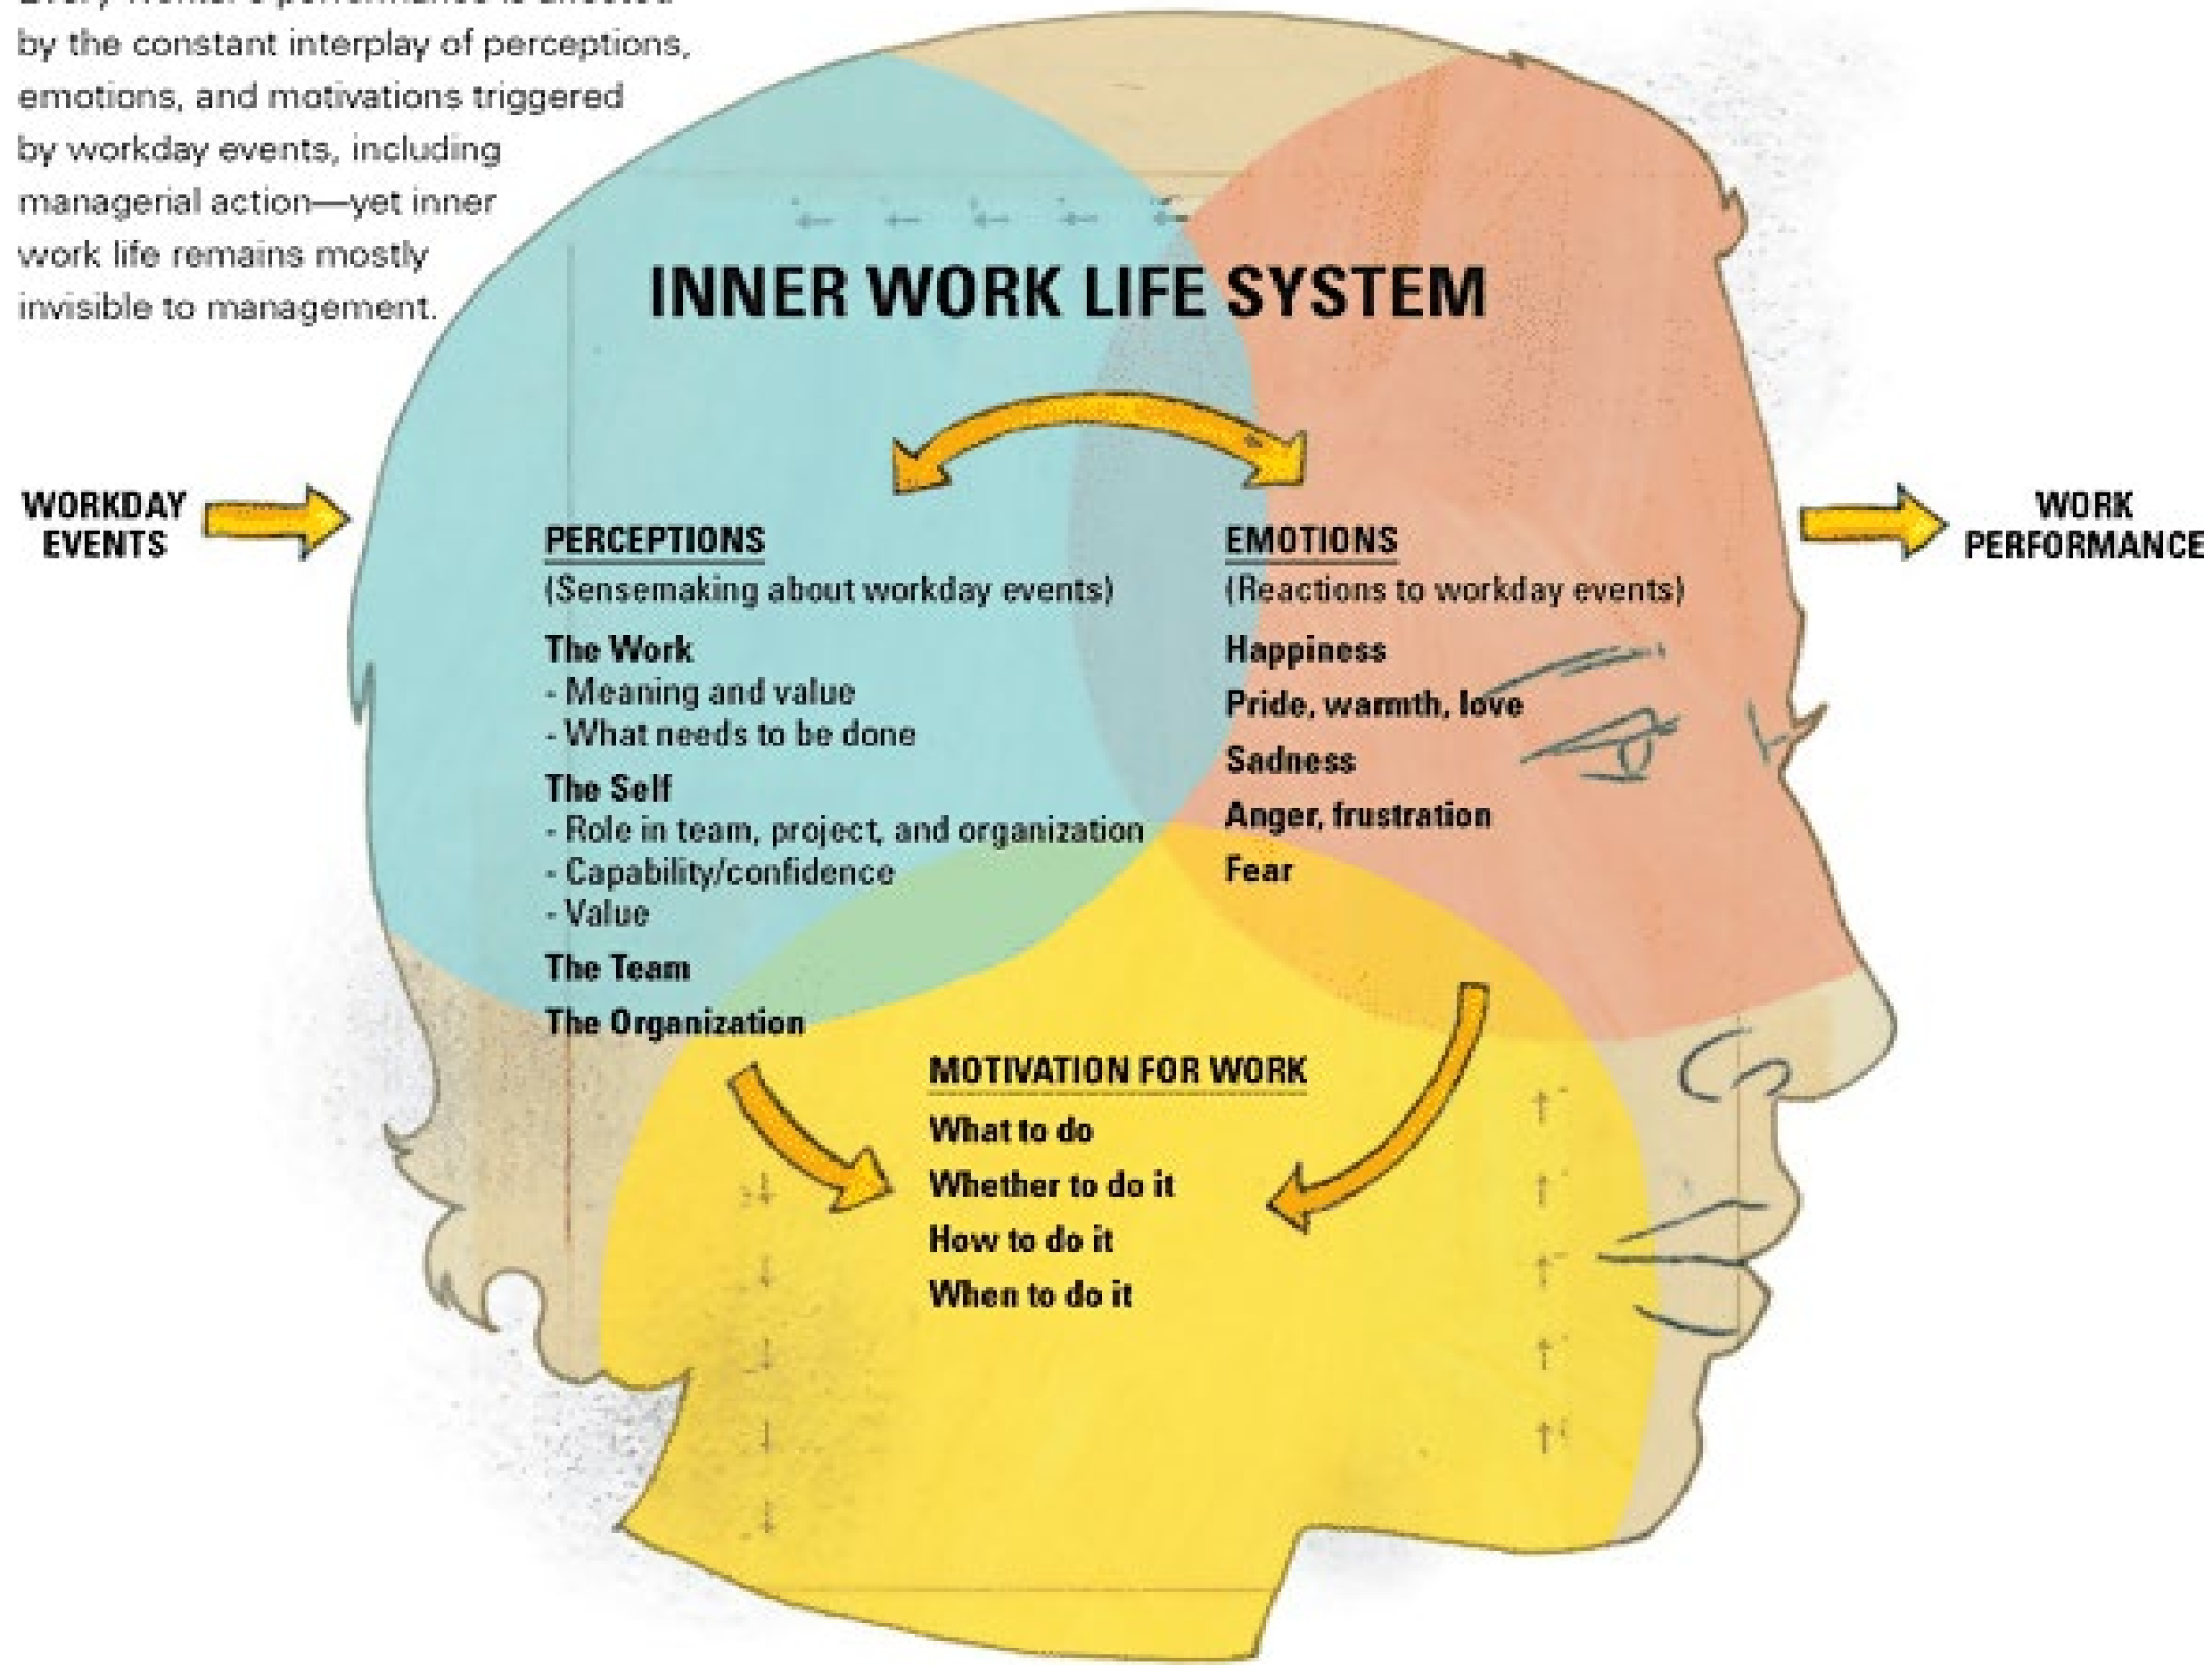 by the constant interplay of perceptions,
emotions, and motivations triggered
by workday events, including
managerial action—yet inner
work life remains mostly
invisible to management.
INNER WORK LIFE SYSTEM
WORKDAY
EVENTS
PERCEPTIONS
(Sensemaking about workday events)
The Work
- Meaning and value
- What needs to be done
The Self
- Role in team, project, and organization
- Capability/confidence
- Value
The Team
The Organization
EMOTIONS
(Reactions to workday events)
Happiness
Pride, warmth, love
Sadness
Anger, frustration
Fear
MOTIVATION FOR WORK
What to do
Whether to do it
How to do it
When to do it
WORK
PERFORMANCE